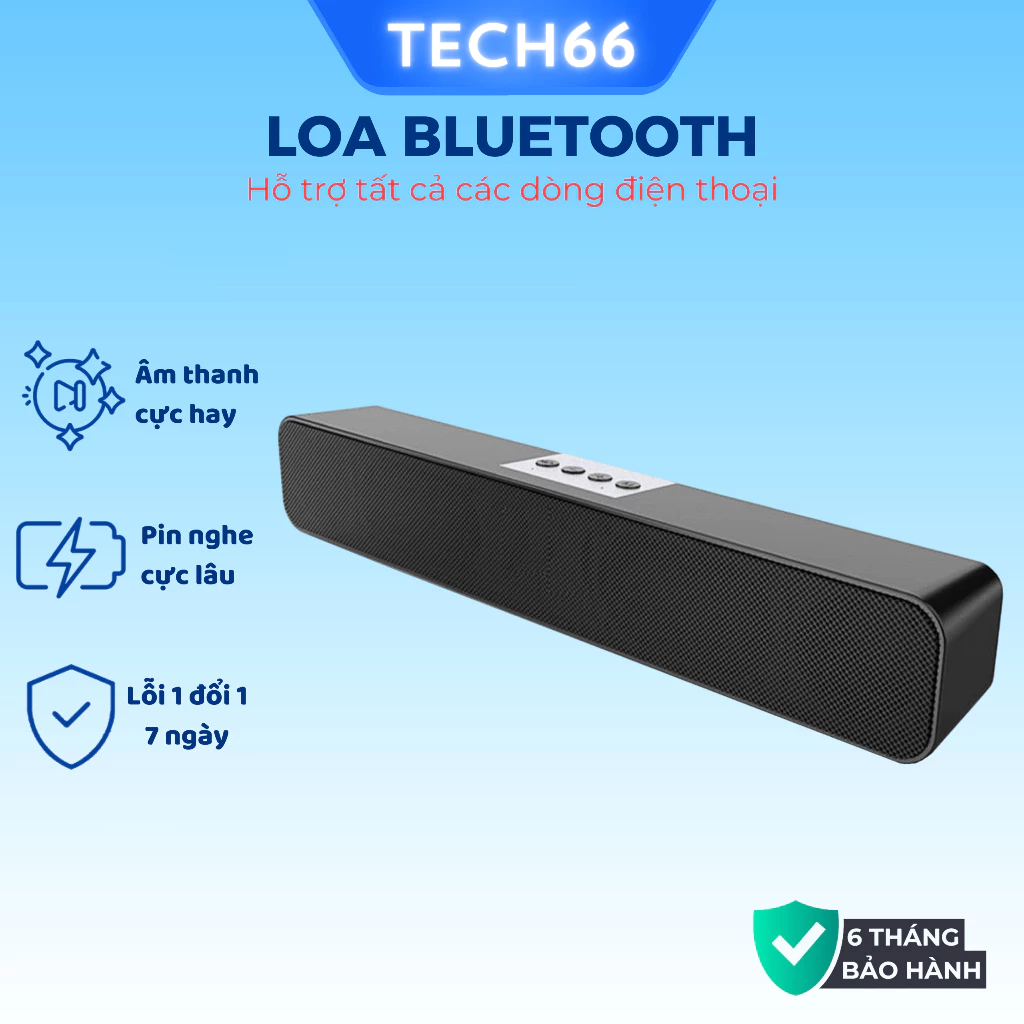 TECH66
LOA BLUETOOTH
Hỗ trợ tất cả các dòng điện thoại
Âm thanh
cực hay
Pin nghe
cực lâu
Lỗi 1 đổi 1
7 ngày
6 THÁNG
BẢO HÀNH